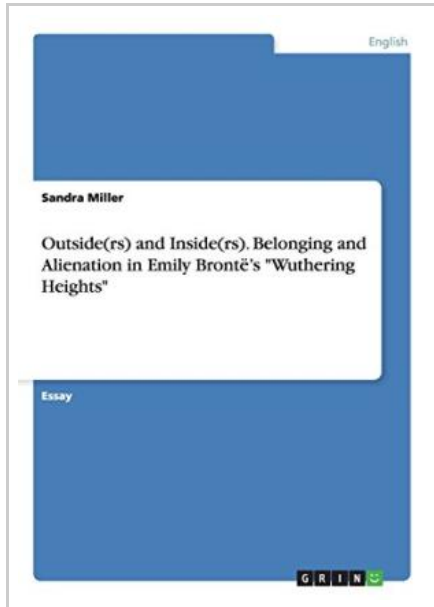 English
Sandra Miller
Outside(rs) and Inside(rs). Belonging and
Alienation in Emily Brontë's "Wuthering
Heights"
Essay
GRIN